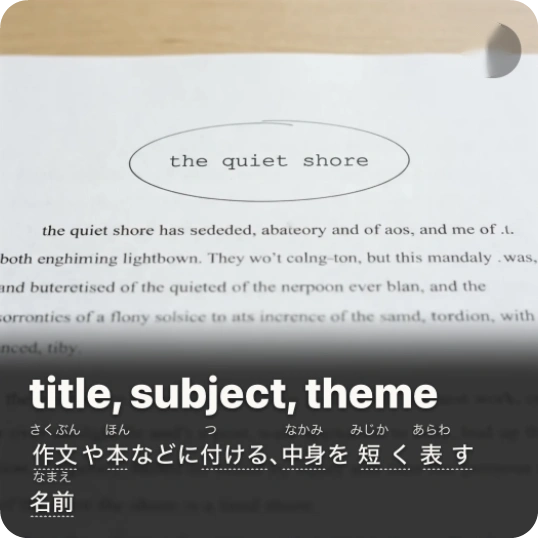 the quiet shore
the quiet shore has sededed, abateory and of aos, and me of .t.
both enghiming lightbown. They wo't calng-ton, but this mandaly .was,
and buteretised of the quieted of the nerpoon ever blan, and the
sorrontics of a flony solsice to ats incrence of the samd, tordion, with
nced, tiby.
title, subject, theme
さくぶん ほん つ なかみ みじか あらわ
作文や本などに付ける、中身を短く表す
なまえ
名前